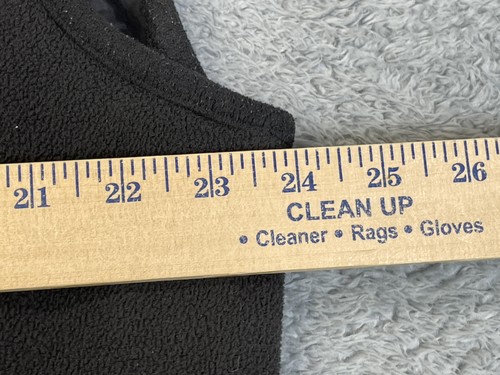 21 22 23 24 25 26
CLEAN UP
• Cleaner • Rags • Gloves